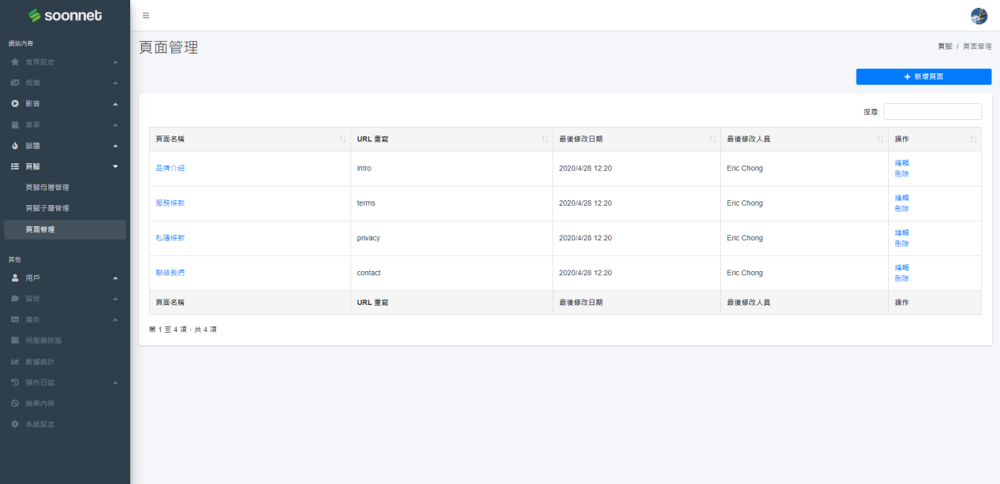 soonnet
網站內容
首頁設定
相簿
影音
賽事
話題
頁腳
頁腳母層管理
頁腳子層管理
頁面管理
其他
用戶
留言
廣告
伺服器狀態
數據統計
操作日誌
檢舉內容
系統設定
頁面管理
頁腳 / 頁面管理
+ 新增頁面
搜尋:
頁面名稱 URL 重寫 最後修改日期 最後修改人員 操作
品牌介紹 intro 2020/4/28 12:20 Eric Chong 編輯
刪除
服務條款 terms 2020/4/28 12:20 Eric Chong 編輯
刪除
私隱條款 privacy 2020/4/28 12:20 Eric Chong 編輯
刪除
聯絡我們 contact 2020/4/28 12:20 Eric Chong 編輯
刪除
頁面名稱 URL 重寫 最後修改日期 最後修改人員 操作
第 1 至 4 項，共 4 項